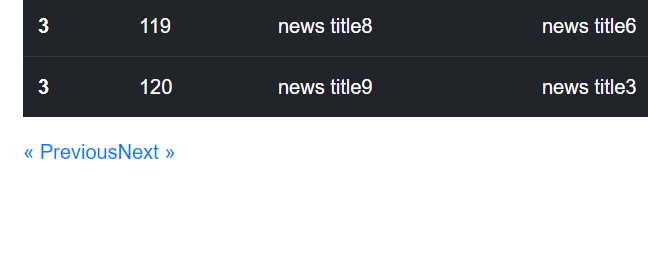 3 119 news title8 news title6
3 120 news title9 news title3
« PreviousNext »